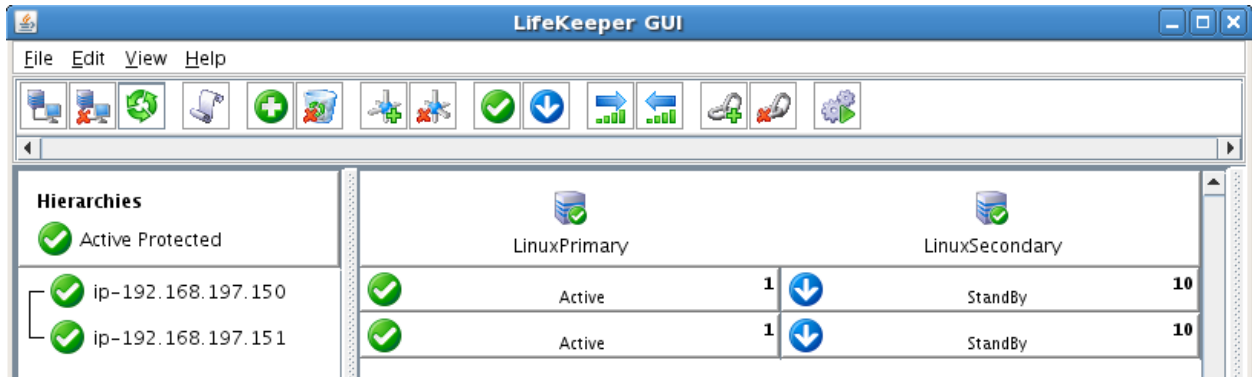 LifeKeeper GUI
File Edit View Help
Hierarchies
Active Protected
LinuxPrimary LinuxSecondary
ip-192.168.197.150 Active 1 StandBy 10
ip-192.168.197.151 Active 1 StandBy 10